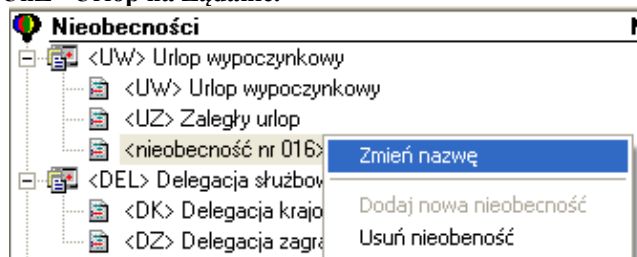 Nieobecności
<UW> Urlop wypoczynkowy
<UW> Urlop wypoczynkowy
<UZ> Zaległy urlop
<nieobecność nr 016>
Zmień nazwę
<DEL> Delegacja służbow
Dodaj nowa nieobecność
<DK> Delegacja krajo
Usuń nieobeność
<DZ> Delegacja zagra